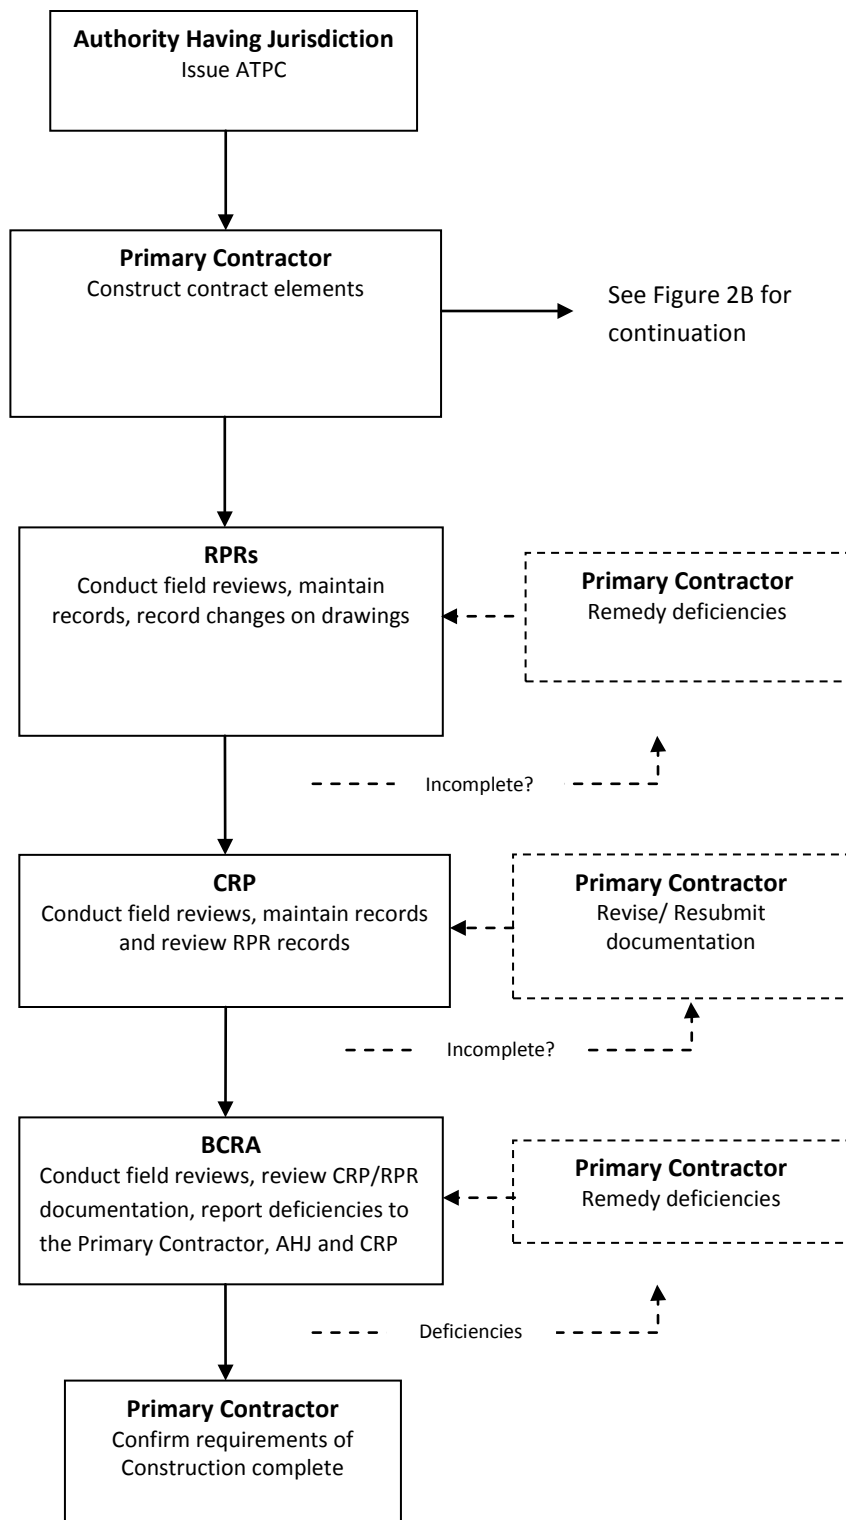 Authority Having Jurisdiction
Issue ATPC
Primary Contractor
Construct contract elements
See Figure 2B for
continuation
RPRs
Conduct field reviews, maintain
records, record changes on drawings
Primary Contractor
Remedy deficiencies
Incomplete?
CRP
Conduct field reviews, maintain records
and review RPR records
Primary Contractor
Revise/ Resubmit
documentation
Incomplete?
BCRA
Conduct field reviews, review CRP/RPR
documentation, report deficiencies to
the Primary Contractor, AHJ and CRP
Primary Contractor
Remedy deficiencies
Deficiencies
Primary Contractor
Confirm requirements of
Construction complete